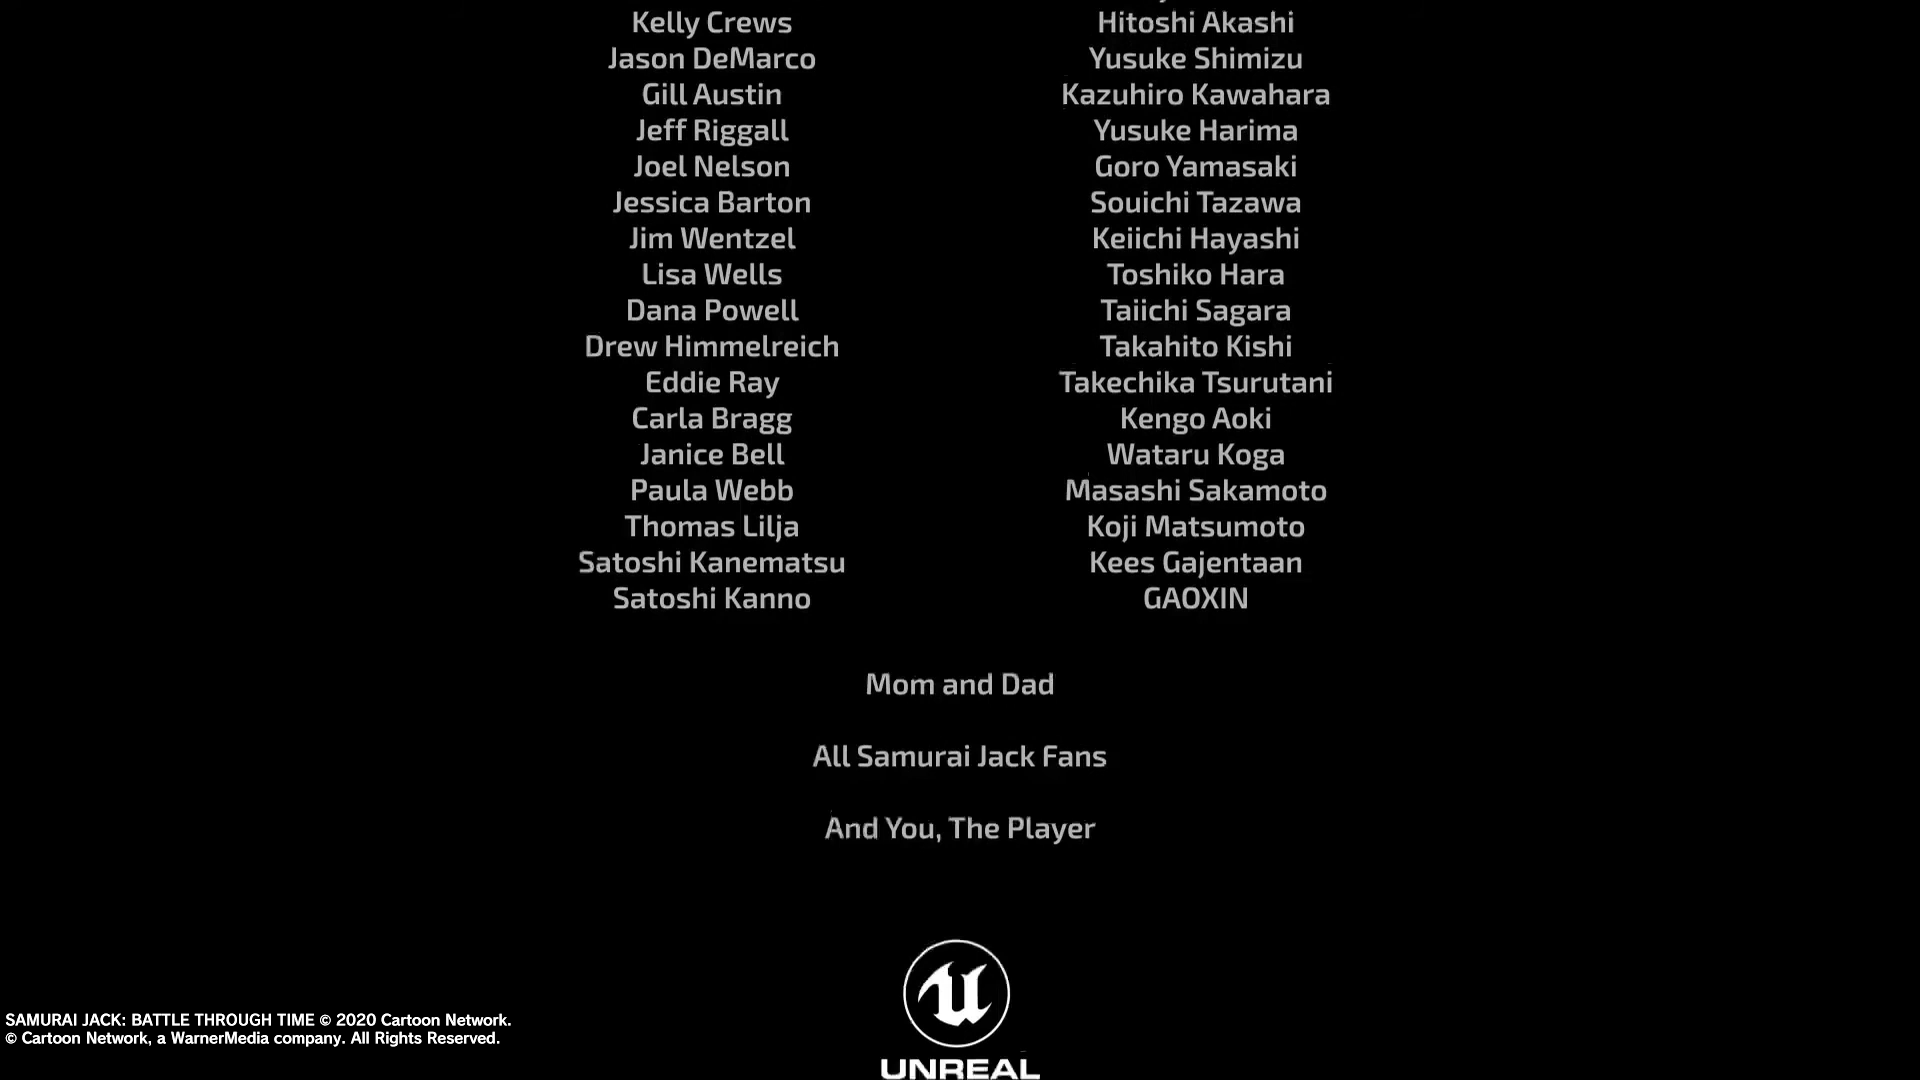 Kelly Crews
Jason DeMarco
Gill Austin
Jeff Riggall
Joel Nelson
Jessica Barton
Jim Wentzel
Lisa Wells
Dana Powell
Drew Himmelreich
Eddie Ray
Carla Bragg
Janice Bell
Paula Webb
Thomas Lilja
Satoshi Kanematsu
Satoshi Kanno
Hitoshi Akashi
Yusuke Shimizu
Kazuhiro Kawahara
Yusuke Harima
Goro Yamasaki
Souichi Tazawa
Keiichi Hayashi
Toshiko Hara
Taiichi Sagara
Takahito Kishi
Takechika Tsurutani
Kengo Aoki
Wataru Koga
Masashi Sakamoto
Koji Matsumoto
Kees Gajentaan
GAOXIN
Mom and Dad
All Samurai Jack Fans
And You, The Player
UNREAL
SAMURAI JACK: BATTLE THROUGH TIME © 2020 Cartoon Network.
© Cartoon Network, a WarnerMedia company. All Rights Reserved.